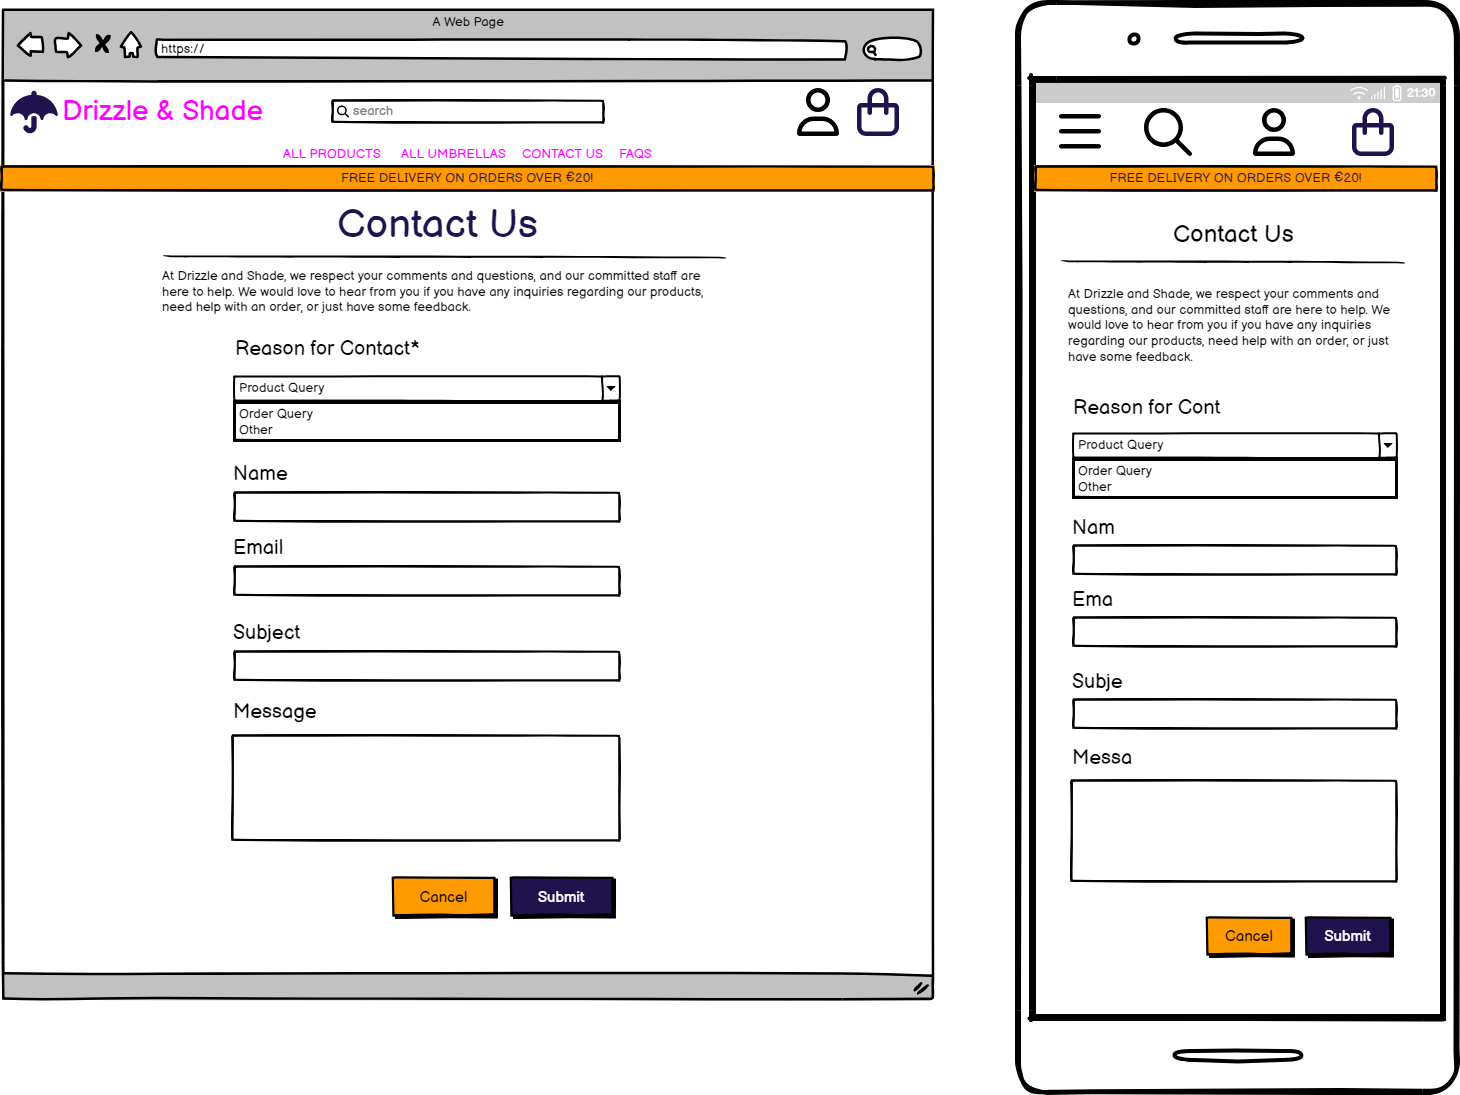 A Web Page
https://
Drizzle & Shade
search
ALL PRODUCTS ALL UMBRELLAS CONTACT US FAQS
FREE DELIVERY ON ORDERS OVER €20!
Contact Us
At Drizzle and Shade, we respect your comments and questions, and our committed staff are
here to help. We would love to hear from you if you have any inquiries regarding our products,
need help with an order, or just have some feedback.
Reason for Contact*
Product Query
Order Query
Other
Name
Email
Subject
Message
Cancel Submit
21:30
FREE DELIVERY ON ORDERS OVER €20!
Contact Us
At Drizzle and Shade, we respect your comments and
questions, and our committed staff are here to help. We
would love to hear from you if you have any inquiries
regarding our products, need help with an order, or just
have some feedback.
Reason for Cont
Product Query
Order Query
Other
Nam
Ema
Subje
Messa
Cancel Submit